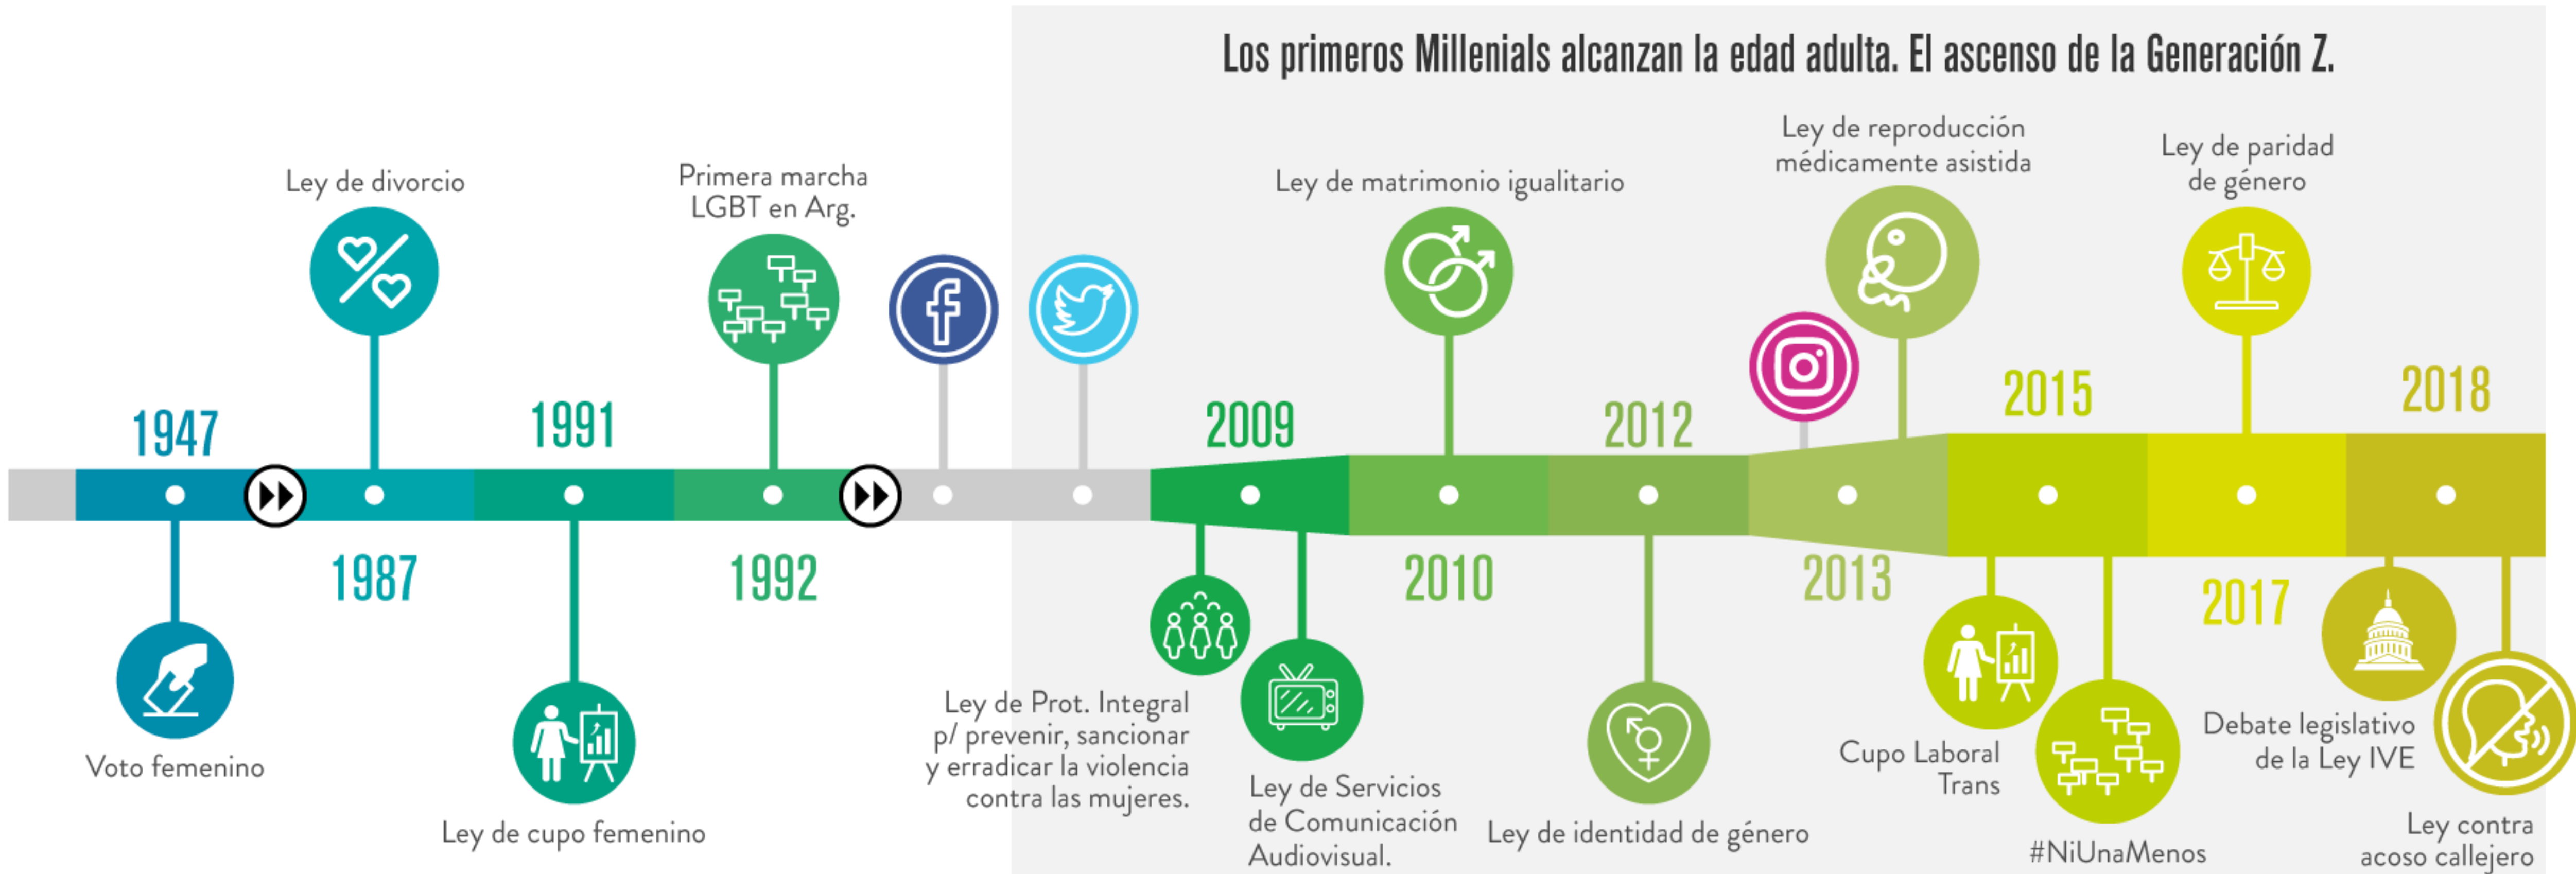 Los primeros Millenials alcanzan la edad adulta. El ascenso de la Generación Z.
1947
Voto femenino
Ley de divorcio
1987
1991
Ley de cupo femenino
Primera marcha
LGBT en Arg.
1992
f
2009
Ley de Prot. Integral
p/ prevenir, sancionar
y erradicar la violencia
contra las mujeres.
Ley de Servicios
de Comunicación
Audiovisual.
Ley de matrimonio igualitario
2010
2012
Ley de identidad de género
Ley de reproducción
médicamente asistida
2013
2015
Cupo Laboral
Trans
#NiUnaMenos
Ley de paridad
de género
2017
2018
Debate legislativo
de la Ley IVE
Ley contra
acoso callejero